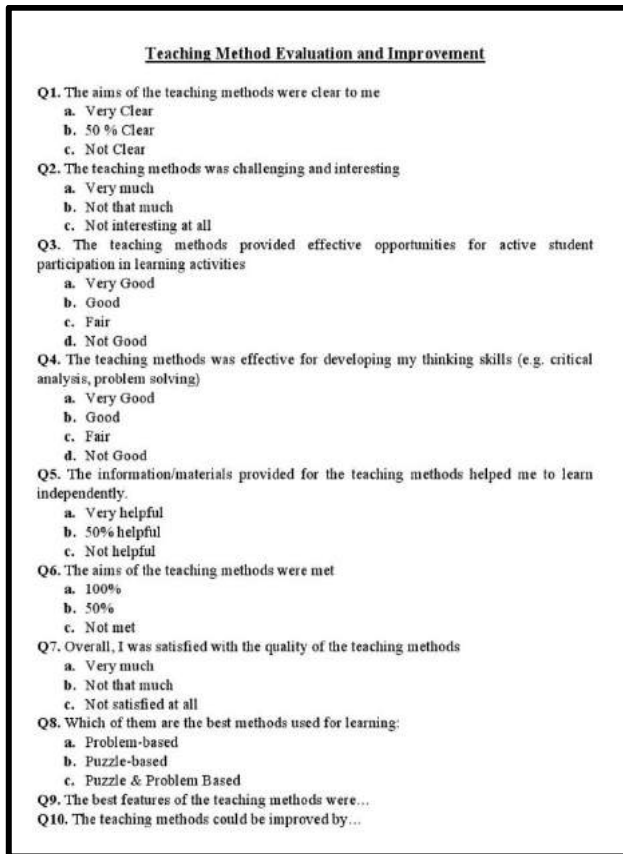 Teaching Method Evaluation and Improvement
Q1. The aims of the teaching methods were clear to me
a. Very Clear
b. 50 % Clear
c. Not Clear
Q2. The teaching methods was challenging and interesting
a. Very much
b. Not that much
c. Not interesting at all
Q3. The teaching methods provided effective opportunities for active student
participation in learning activities
a. Very Good
b. Good
c. Fair
d. Not Good
Q4. The teaching methods was effective for developing my thinking skills (e.g. critical
analysis, problem solving)
a. Very Good
b. Good
c. Fair
d. Not Good
Q5. The information/materials provided for the teaching methods helped me to learn
independently.
a. Very helpful
b. 50% helpful
c. Not helpful
Q6. The aims of the teaching methods were met
a. 100%
b. 50%
c. Not met
Q7. Overall, I was satisfied with the quality of the teaching methods
a. Very much
b. Not that much
c. Not satisfied at all
Q8. Which of them are the best methods used for learning:
a. Problem-based
b. Puzzle-based
c. Puzzle & Problem Based
Q9. The best features of the teaching methods were…
Q10. The teaching methods could be improved by…